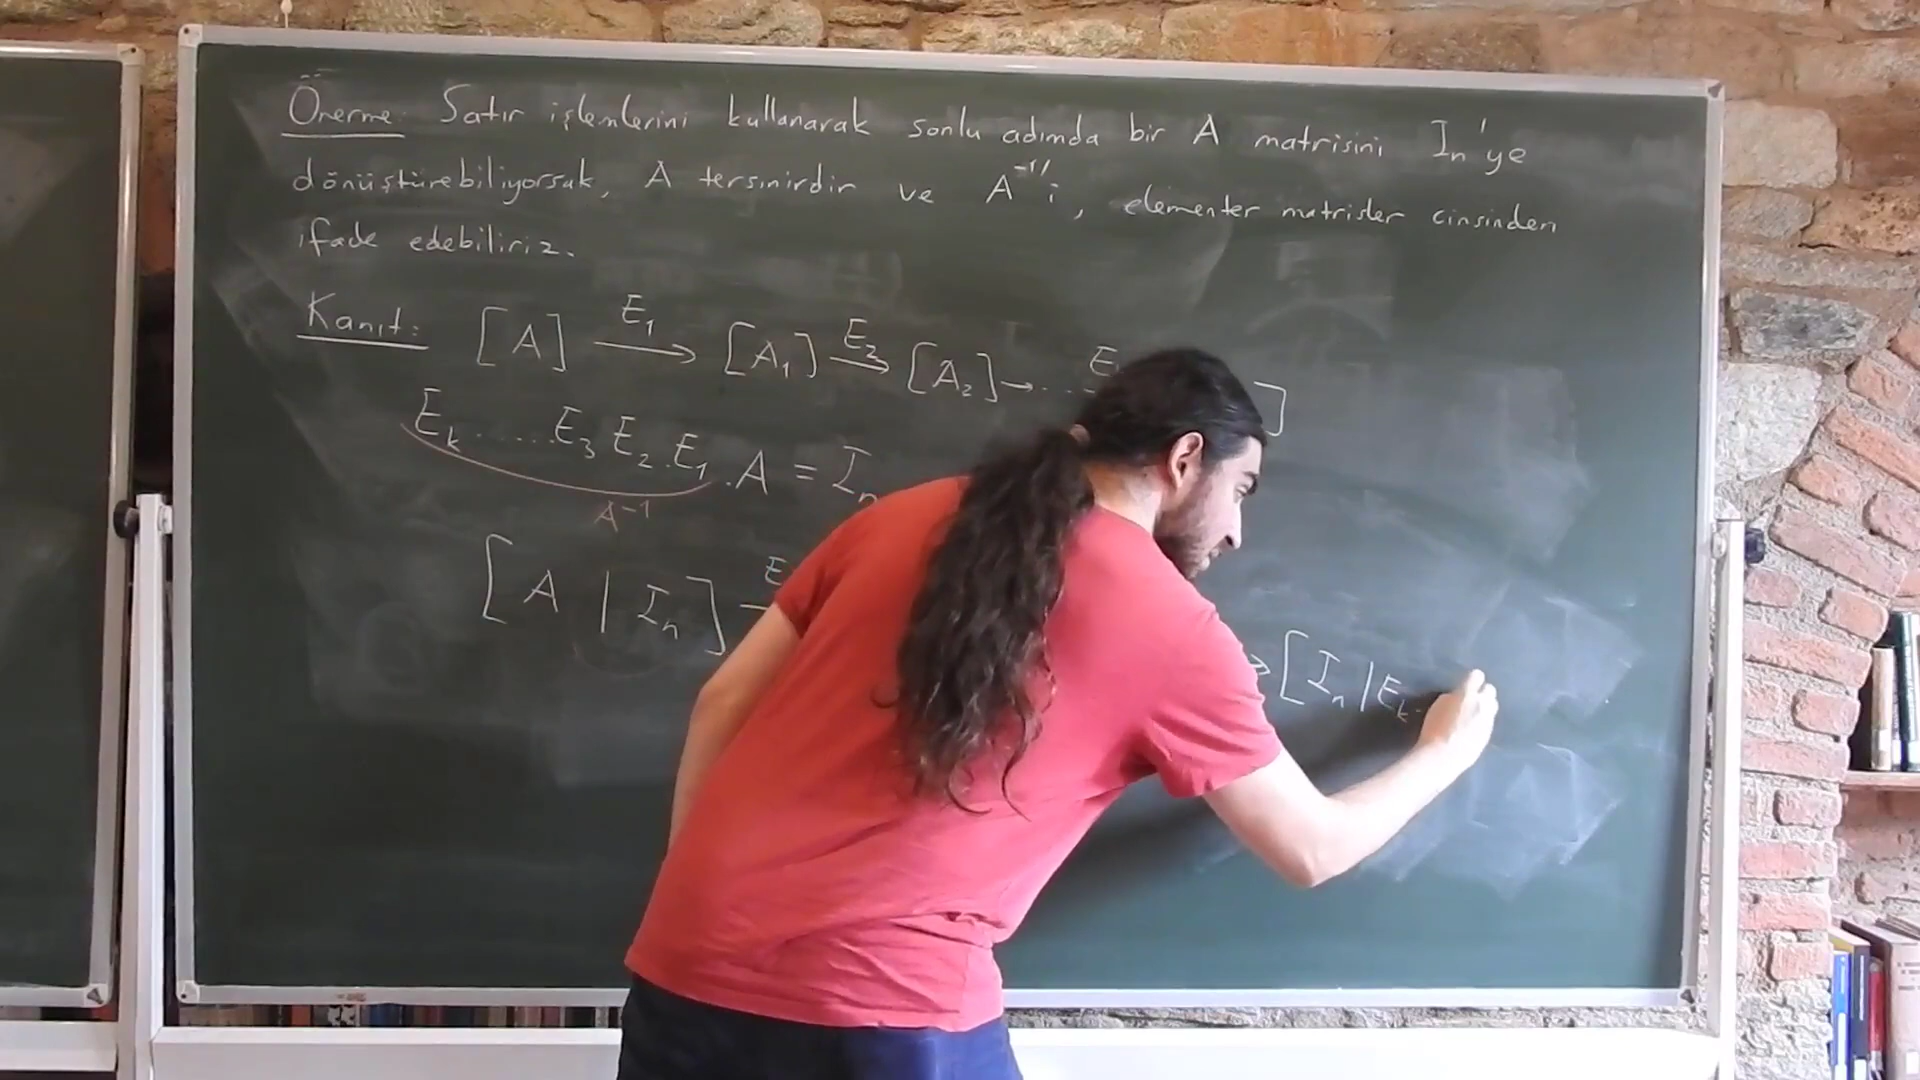 Önerme: Satır işlemlerini kullanarak sonlu adımda bir A matrisini Iₙ'ye
dönüştürebiliyorsak, A tersinirdir ve A⁻¹'i, elementer matrisler cinsinden
ifade edebiliriz.
Kanıt: [A] E₁→ [A₁] E₂→ [A₂] → ... E ]
Eₖ ...... E₃ E₂ . E₁ . A = Iₙ
A⁻¹
[A | Iₙ] E → [Iₙ | Eₖ.